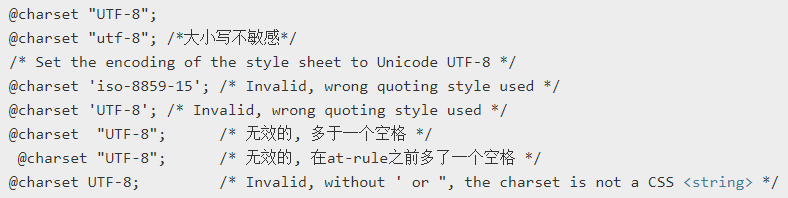 @charset "UTF-8";
@charset "utf-8"; /*大小写不敏感*/
/* Set the encoding of the style sheet to Unicode UTF-8 */
@charset 'iso-8859-15'; /* Invalid, wrong quoting style used */
@charset 'UTF-8'; /* Invalid, wrong quoting style used */
@charset  "UTF-8";      /* 无效的, 多于一个空格 */
 @charset "UTF-8";      /* 无效的, 在at-rule之前多了一个空格 */
@charset UTF-8;         /* Invalid, without ' or ", the charset is not a CSS <string> */